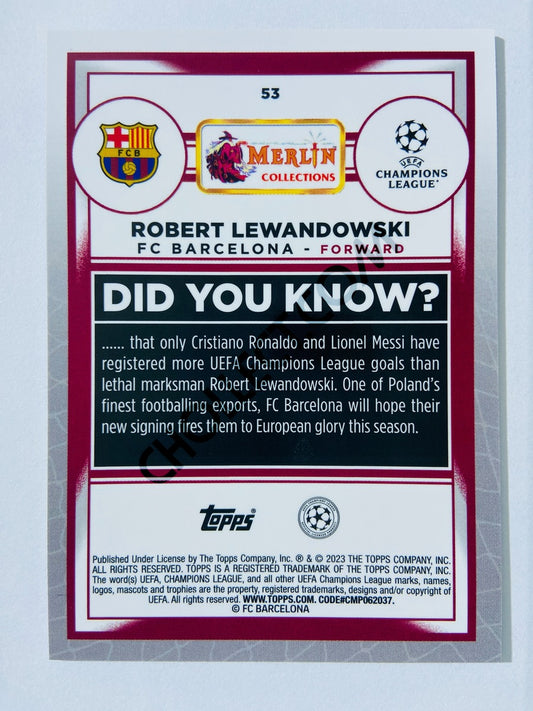 53
FCB
MERLIN
COLLECTIONS
UEFA
CHAMPIONS
LEAGUE
ROBERT LEWANDOWSKI
FC BARCELONA - FORWARD
DID YOU KNOW?
...... that only Cristiano Ronaldo and Lionel Messi have
registered more UEFA Champions League goals than
lethal marksman Robert Lewandowski. One of Poland's
finest footballing exports, FC Barcelona will hope their
new signing fires them to European glory this season.
topps
Published Under License by The Topps Company, Inc. ® & © 2023 THE TOPPS COMPANY, INC.
ALL RIGHTS RESERVED. TOPPS IS A REGISTERED TRADEMARK OF THE TOPPS COMPANY, INC.
The word(s) UEFA, CHAMPIONS LEAGUE, and all other UEFA Champions League marks, names,
logos, mascots and trophies are the property, registered trademarks, designs and/or copyright of
UEFA. All rights reserved. WWW.TOPPS.COM. CODE#CMP062037.
© FC BARCELONA